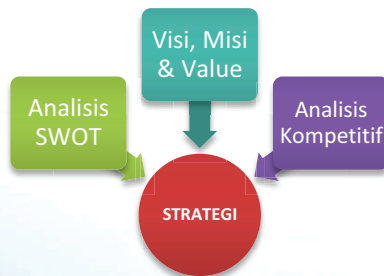 Visi, Misi
& Value
Analisis
SWOT
Analisis
Kompetitif
STRATEGI